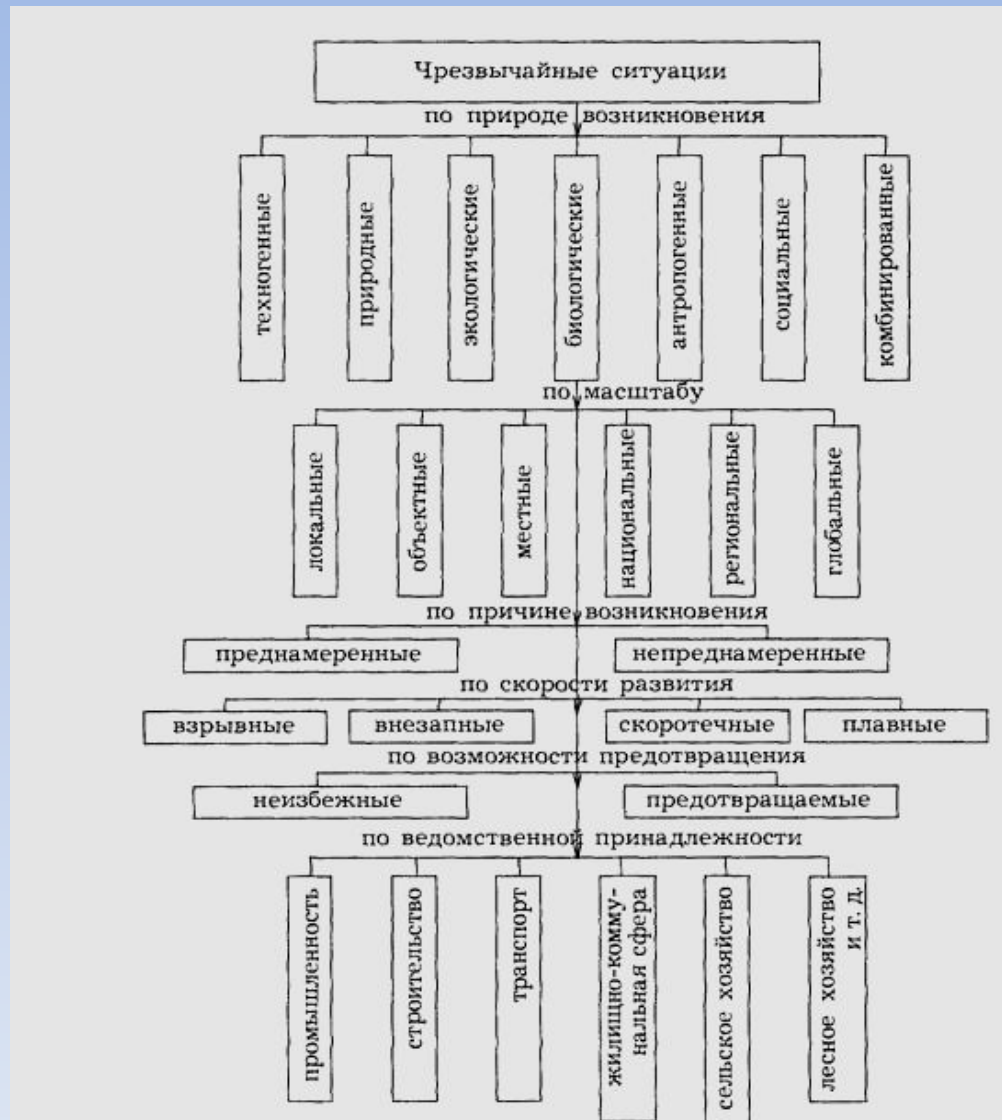 Чрезвычайные ситуации
по природе возникновения
техногенные
природные
экологические
биологические
антропогенные
социальные
комбинированные
по масштабу
локальные
объектные
местные
национальные
региональные
глобальные
по причине возникновения
преднамеренные
непреднамеренные
по скорости развития
взрывные
внезапные
скоротечные
плавные
по возможности предотвращения
неизбежные
предотвращаемые
по ведомственной принадлежности
промышленность
строительство
транспорт
жилищно-комму-
нальная сфера
сельское хозяйство
лесное хозяйство
и т. д.